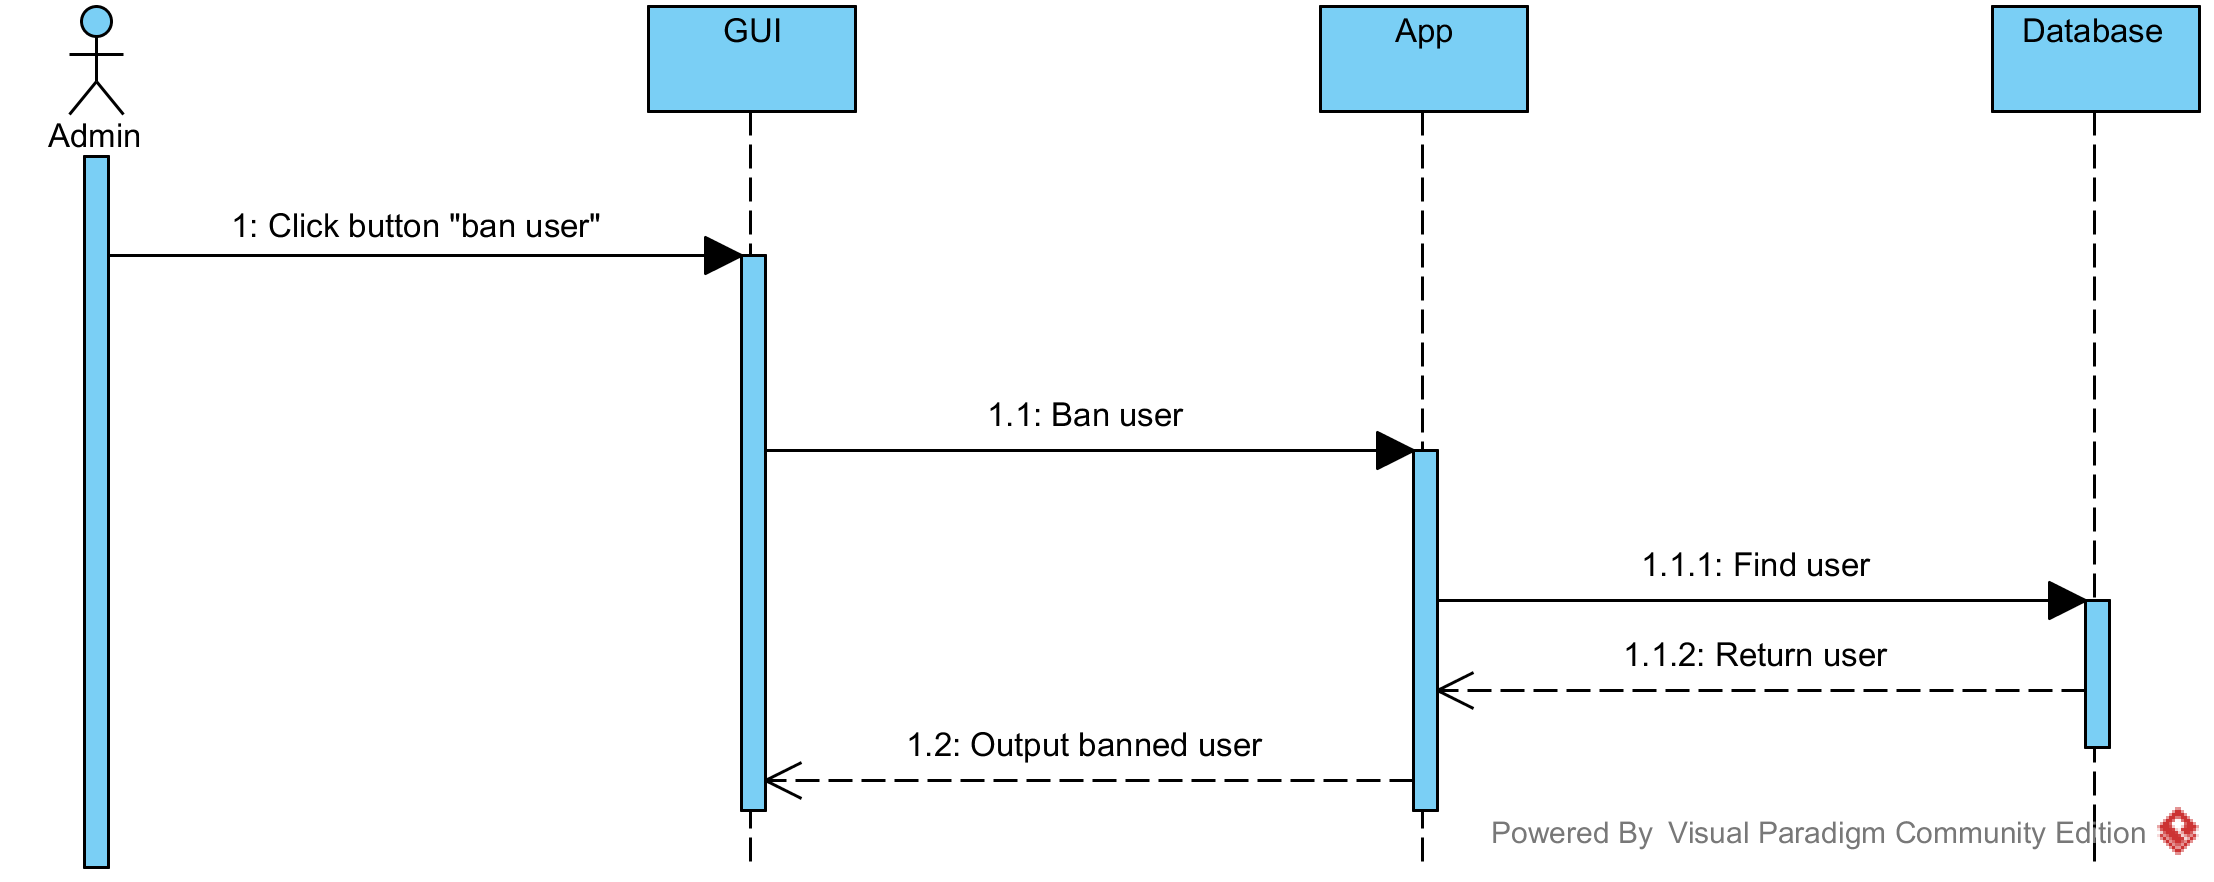 GUI
App
Database
Admin
1: Click button "ban user"
1.1: Ban user
1.1.1: Find user
1.1.2: Return user
1.2: Output banned user
Powered By Visual Paradigm Community Edition